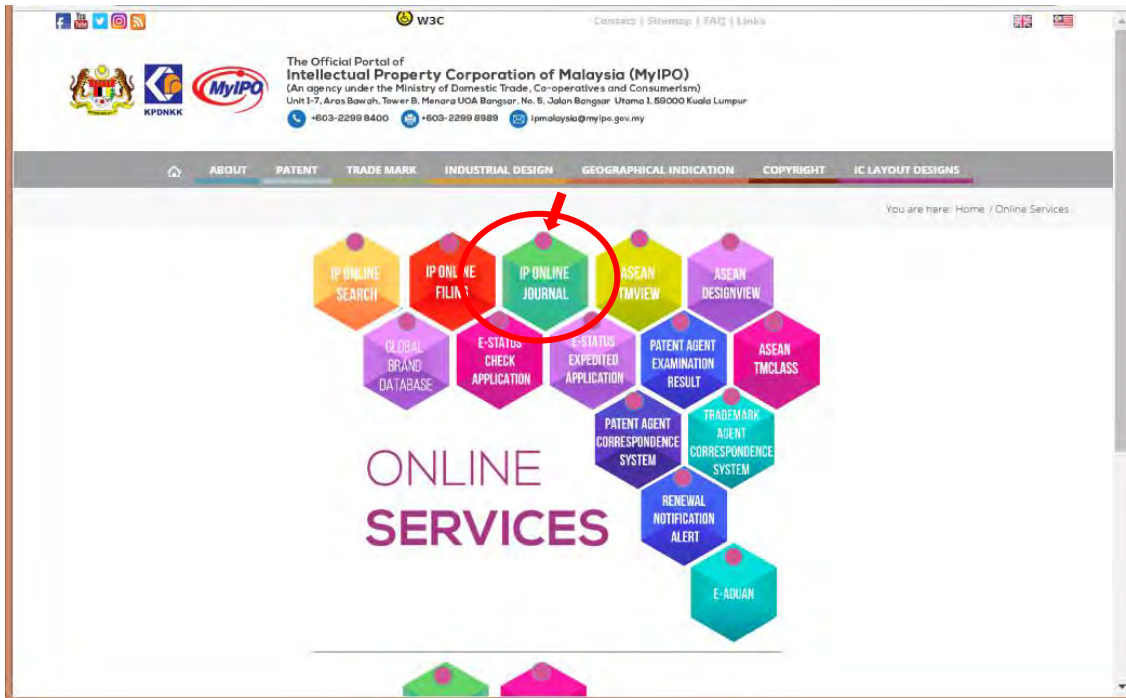 f You Tube
W3C
Contact | Sitemap | FAQ | Links
KPDNKK
MyIPO
The Official Portal of
Intellectual Property Corporation of Malaysia (MyIPO)
(An agency under the Ministry of Domestic Trade, Co-operatives and Consumerism)
Unit 1-7, Aras Bawah, Tower B, Menara UOA Bangsar, No. 5, Jalan Bangsar Utama 1, 59000 Kuala Lumpur
+603-2299 8400 +603-2299 8989 ipmalaysia@myipo.gov.my
ABOUT PATENT TRADE MARK INDUSTRIAL DESIGN GEOGRAPHICAL INDICATION COPYRIGHT IC LAYOUT DESIGNS
You are here: Home / Online Services
IP ONLINE
SEARCH
IP ONLINE
FILING
IP ONLINE
JOURNAL
ASEAN
TMVIEW
ASEAN
DESIGNVIEW
GLOBAL
BRAND
DATABASE
E-STATUS
CHECK
APPLICATION
E-STATUS
EXPEDITED
APPLICATION
PATENT AGENT
EXAMINATION
RESULT
ASEAN
TMCLASS
PATENT AGENT
CORRESPONDENCE
SYSTEM
TRADEMARK
AGENT
CORRESPONDENCE
SYSTEM
ONLINE
SERVICES
RENEWAL
NOTIFICATION
ALERT
E-ADUAN